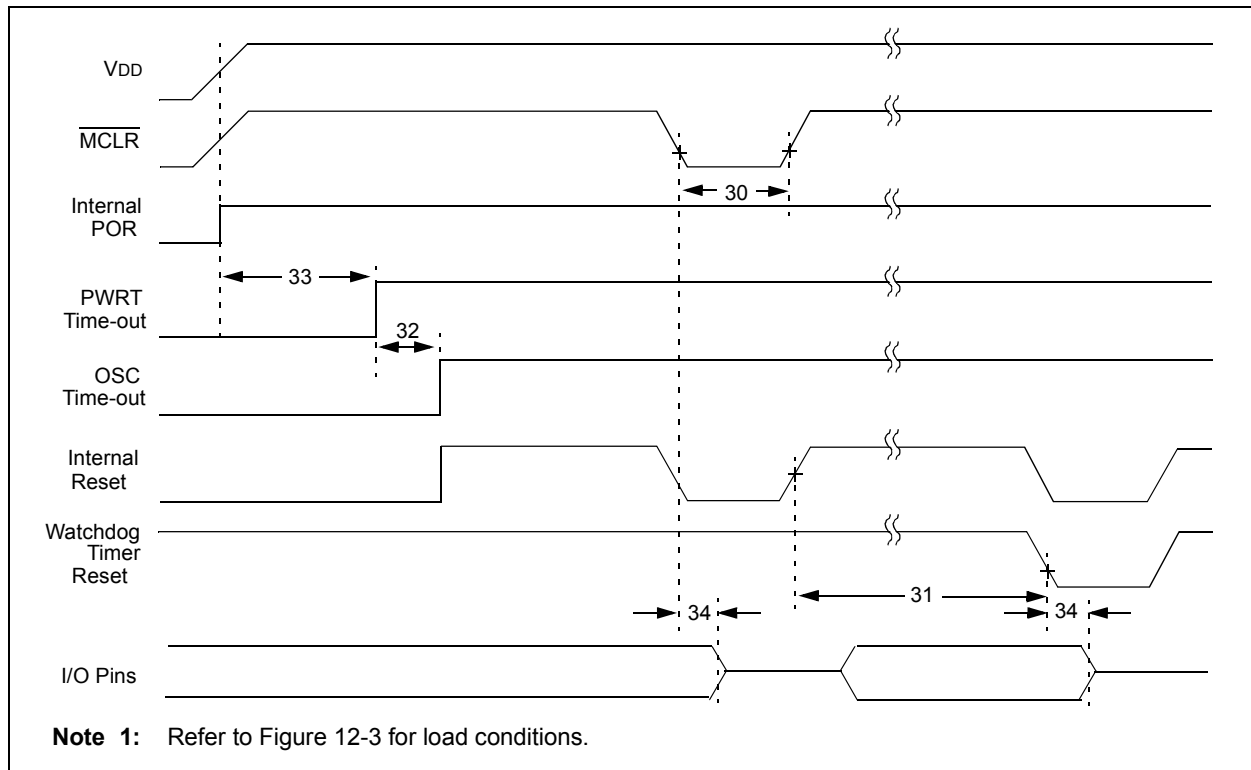 VDD
MCLR
30
Internal
POR
33
PWRT
Time-out
32
OSC
Time-out
Internal
Reset
Watchdog
Timer
Reset
31
34
34
I/O Pins
Note 1: Refer to Figure 12-3 for load conditions.